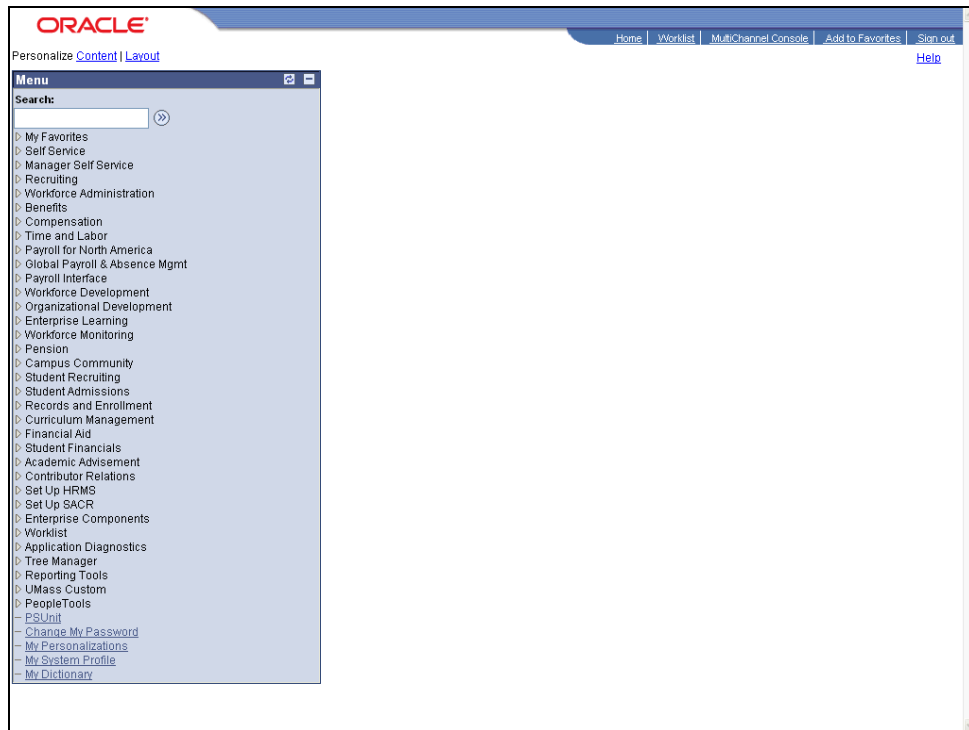 ORACLE'
Home | Worklist | MultiChannel Console | Add to Favorites | Sign out
Personalize Content | Layout
Help
Menu
Search:
My Favorites
Self Service
Manager Self Service
Recruiting
Workforce Administration
Benefits
Compensation
Time and Labor
Payroll for North America
Global Payroll & Absence Mgmt
Payroll Interface
Workforce Development
Organizational Development
Enterprise Learning
Workforce Monitoring
Pension
Campus Community
Student Recruiting
Student Admissions
Records and Enrollment
Curriculum Management
Financial Aid
Student Financials
Academic Advisement
Contributor Relations
Set Up HRMS
Set Up SACR
Enterprise Components
Worklist
Application Diagnostics
Tree Manager
Reporting Tools
UMass Custom
PeopleTools
PSUnit
Change My Password
My Personalizations
My System Profile
My Dictionary